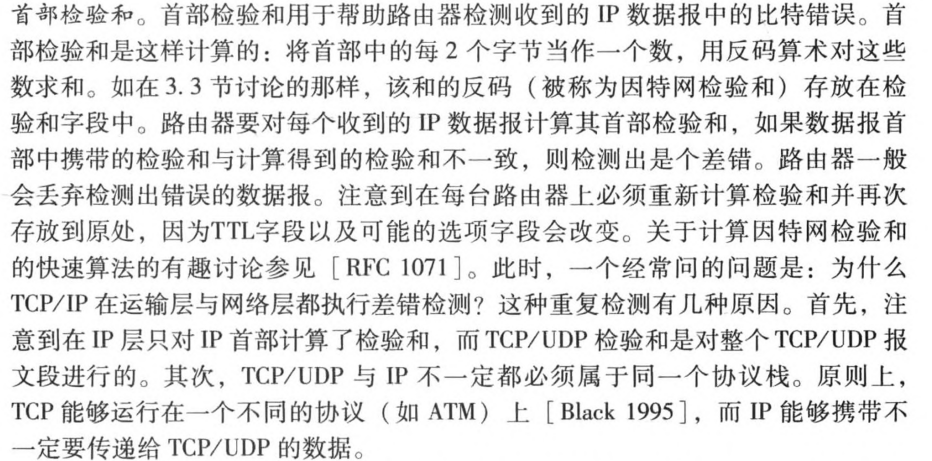 首部检验和。首部检验和用于帮助路由器检测收到的 IP 数据报中的比特错误。首
部检验和是这样计算的：将首部中的每 2 个字节当作一个数，用反码算术对这些
数求和。如在 3.3 节讨论的那样，该和的反码（被称为因特网检验和）存放在检
验和字段中。路由器要对每个收到的 IP 数据报计算其首部检验和，如果数据报首
部中携带的检验和与计算得到的检验和不一致，则检测出是个差错。路由器一般
会丢弃检测出错误的数据报。注意到在每台路由器上必须重新计算检验和并再次
存放到原处，因为TTL字段以及可能的选项字段会改变。关于计算因特网检验和
的快速算法的有趣讨论参见［RFC 1071］。此时，一个经常问的问题是：为什么
TCP/IP 在运输层与网络层都执行差错检测？这种重复检测有几种原因。首先，注
意到在 IP 层只对 IP 首部计算了检验和，而 TCP/UDP 检验和是对整个 TCP/UDP 报
文段进行的。其次，TCP/UDP 与 IP 不一定都必须属于同一个协议栈。原则上，
TCP 能够运行在一个不同的协议（如 ATM）上［Black 1995］，而 IP 能够携带不
一定要传递给 TCP/UDP 的数据。